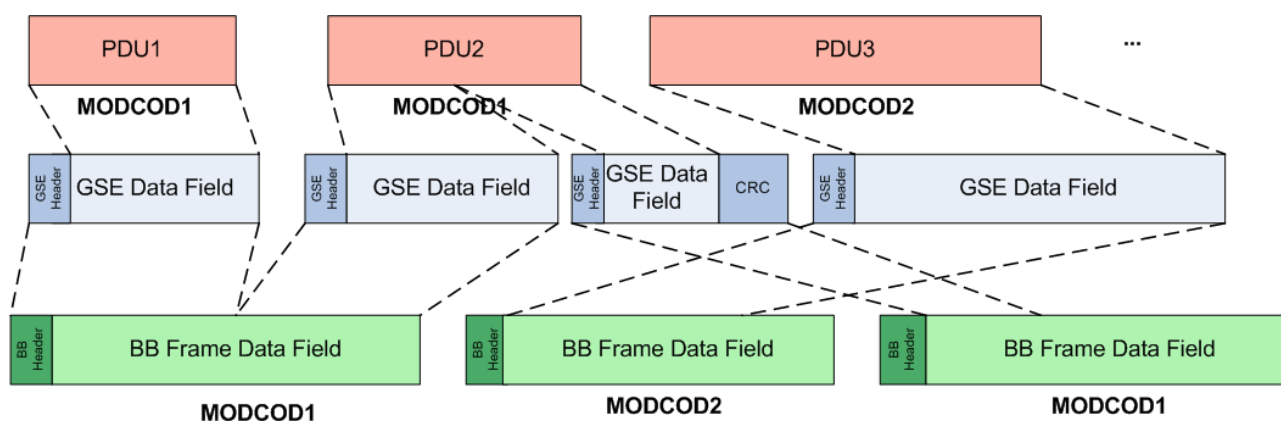 PDU1
PDU2
PDU3
...
MODCOD1
MODCOD1
MODCOD2
GSE
Header
GSE Data Field
GSE
Header
GSE Data Field
GSE
Header
GSE Data
Field
CRC
GSE
Header
GSE Data Field
BB
Header
BB Frame Data Field
BB
Header
BB Frame Data Field
BB
Header
BB Frame Data Field
MODCOD1
MODCOD2
MODCOD1